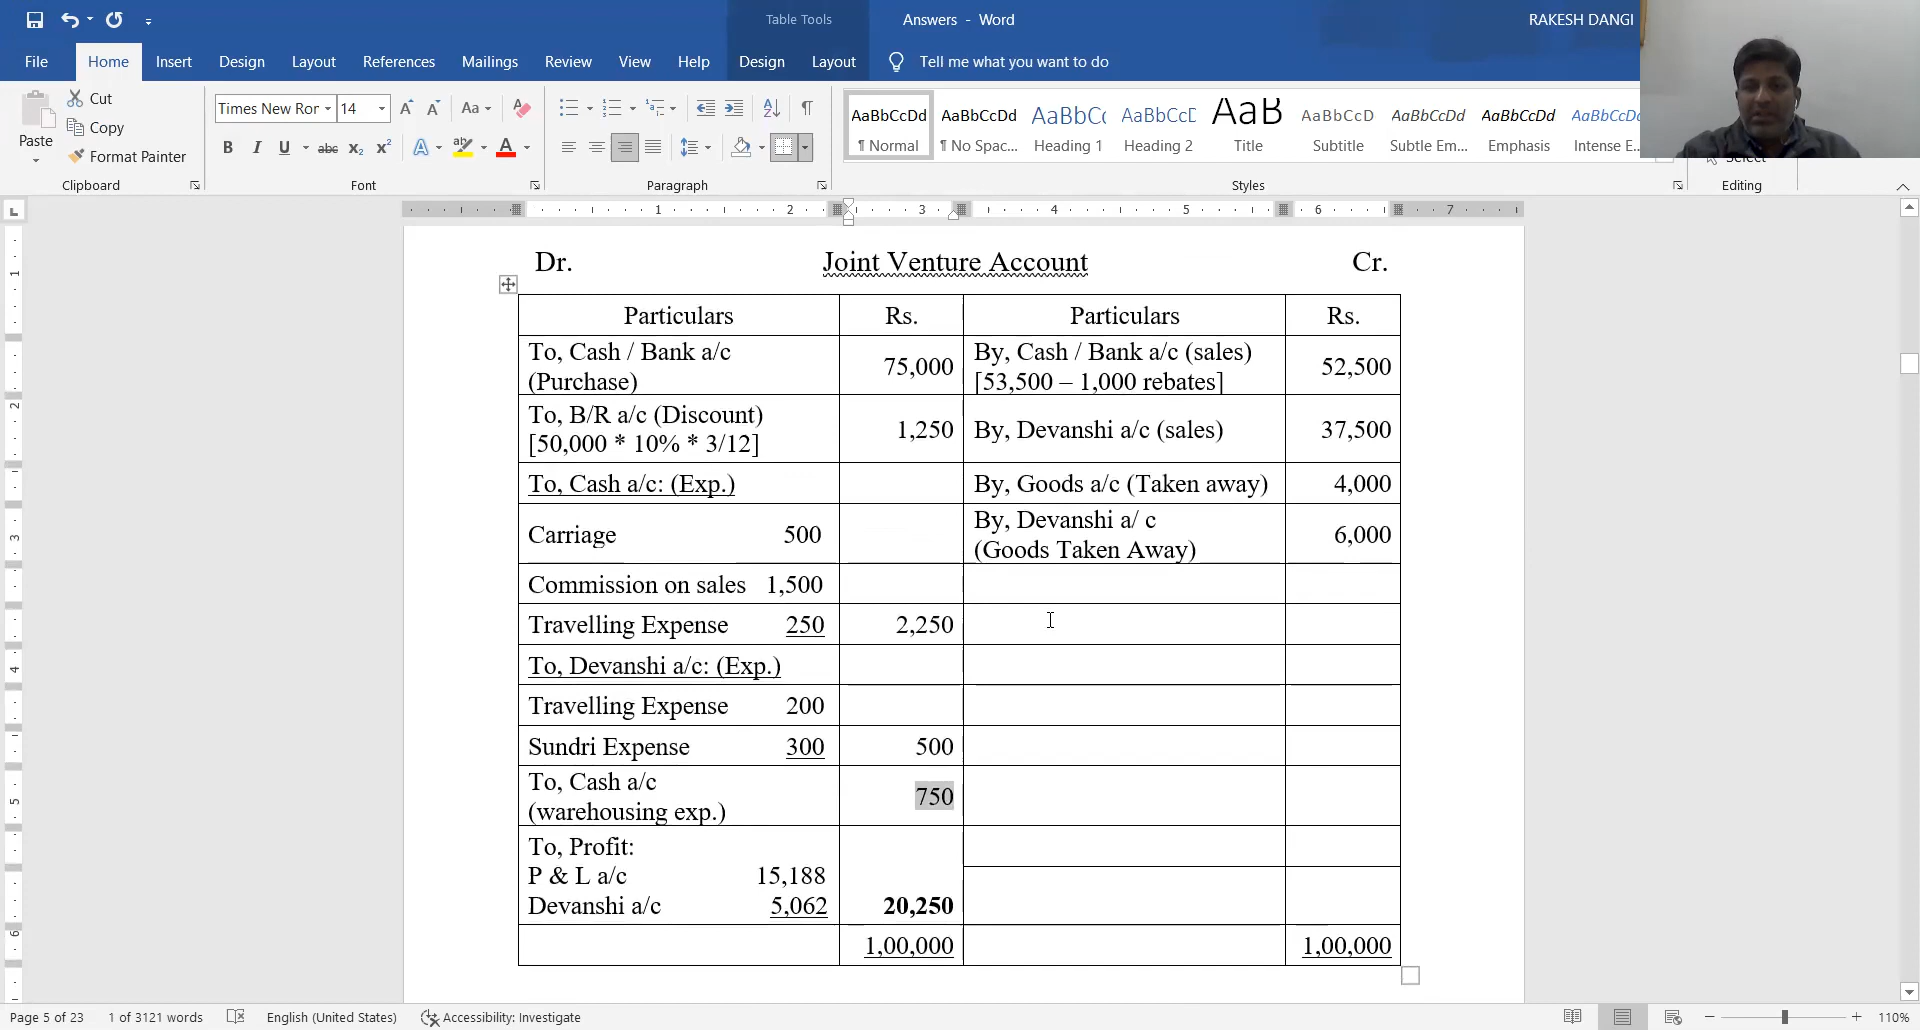 Table Tools
Answers - Word
RAKESH DANGI
File Home Insert Design Layout References Mailings Review View Help Design Layout Tell me what you want to do
Paste
Cut
Copy
Format Painter
Clipboard
Times New Ror 14
Font
Paragraph
AaBbCcDd AaBbCcDd AaBbC AaBbCcE AaB AaBbCcD AaBbCcDd AaBbCcDd AaBbCcDd
¶ Normal ¶ No Spac... Heading 1 Heading 2 Title Subtitle Subtle Em... Emphasis Intense E...
Styles
Select
Editing
1 2 3 4 5 6 7
Dr. Joint Venture Account Cr.
Particulars Rs. Particulars Rs.
To, Cash / Bank a/c
(Purchase) 75,000 By, Cash / Bank a/c (sales)
[53,500 – 1,000 rebates] 52,500
To, B/R a/c (Discount)
[50,000 * 10% * 3/12] 1,250 By, Devanshi a/c (sales) 37,500
To, Cash a/c: (Exp.) By, Goods a/c (Taken away) 4,000
Carriage 500 By, Devanshi a/ c
(Goods Taken Away) 6,000
Commission on sales 1,500
Travelling Expense 250 2,250
To, Devanshi a/c: (Exp.)
Travelling Expense 200
Sundri Expense 300 500
To, Cash a/c
(warehousing exp.) 750
To, Profit:
P & L a/c 15,188
Devanshi a/c 5,062 20,250
1,00,000 1,00,000
Page 5 of 23 1 of 3121 words English (United States) Accessibility: Investigate 110%